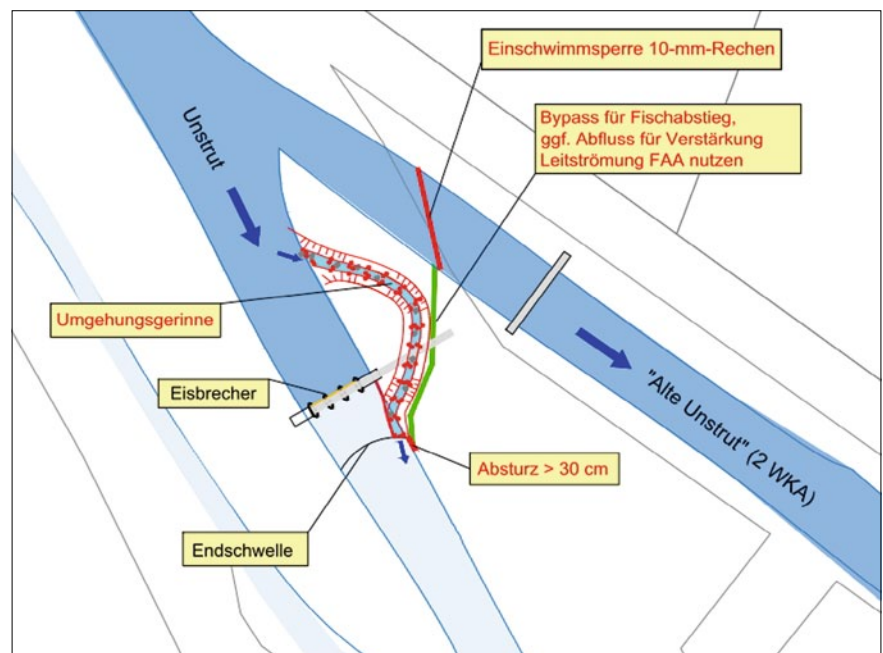 Einschwimmsperre 10-mm-Rechen
Bypass für Fischabstieg,
ggf. Abfluss für Verstärkung
Leitströmung FAA nutzen
Unstrut
Umgehungsgerinne
Eisbrecher
"Alte Unstrut" (2 WKA)
Absturz > 30 cm
Endschwelle